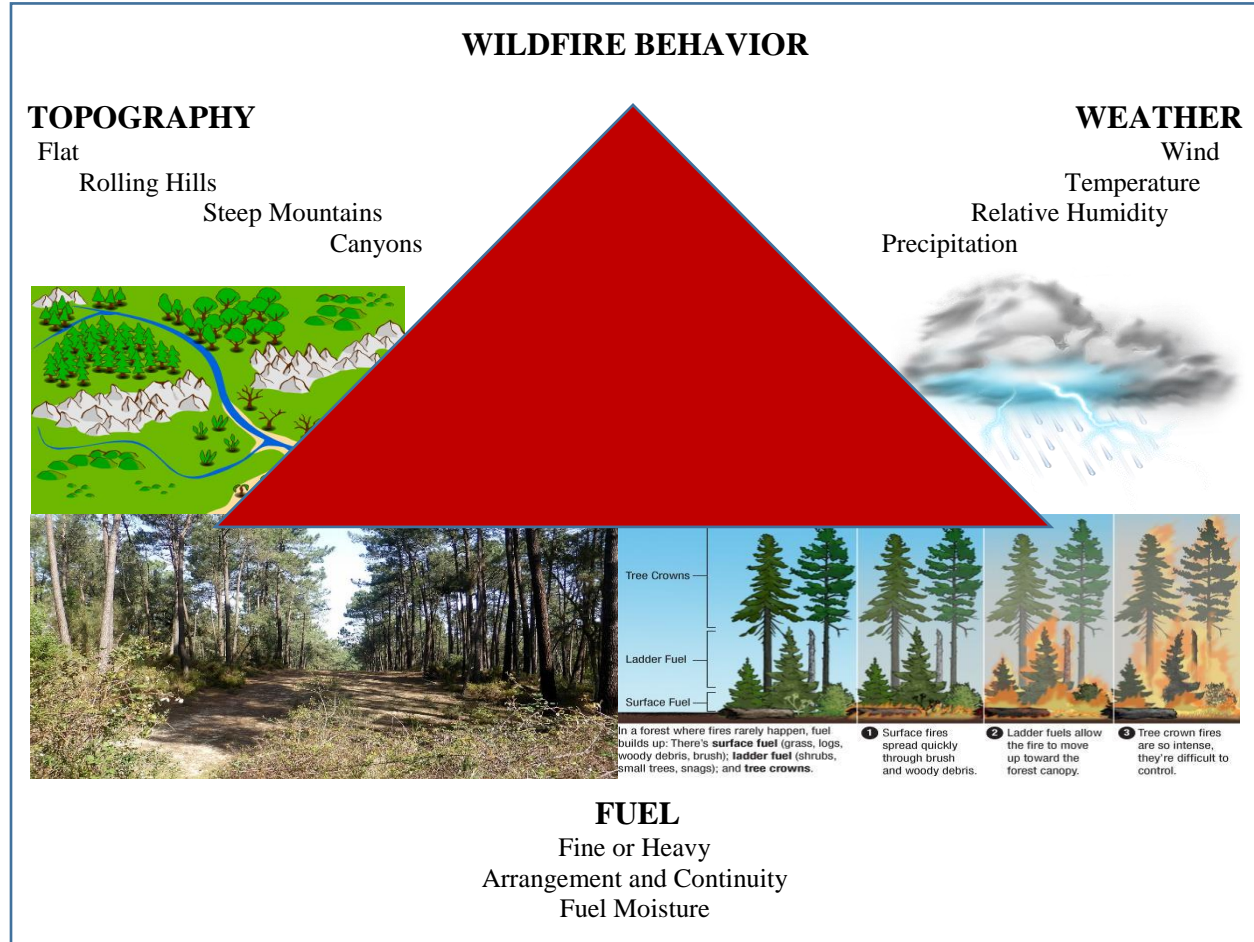 WILDFIRE BEHAVIOR
TOPOGRAPHY
Flat
Rolling Hills
Steep Mountains
Canyons
WEATHER
Wind
Temperature
Relative Humidity
Precipitation
Tree Crowns
Ladder Fuel
Surface Fuel
In a forest where fires rarely happen, fuel
builds up: There's surface fuel (grass, logs,
woody debris, brush); ladder fuel (shrubs,
small trees, snags); and tree crowns.
1 Surface fires
spread quickly
through brush
and woody debris.
2 Ladder fuels allow
the fire to move
up toward the
forest canopy.
3 Tree crown fires
are so intense,
they're difficult to
control.
FUEL
Fine or Heavy
Arrangement and Continuity
Fuel Moisture